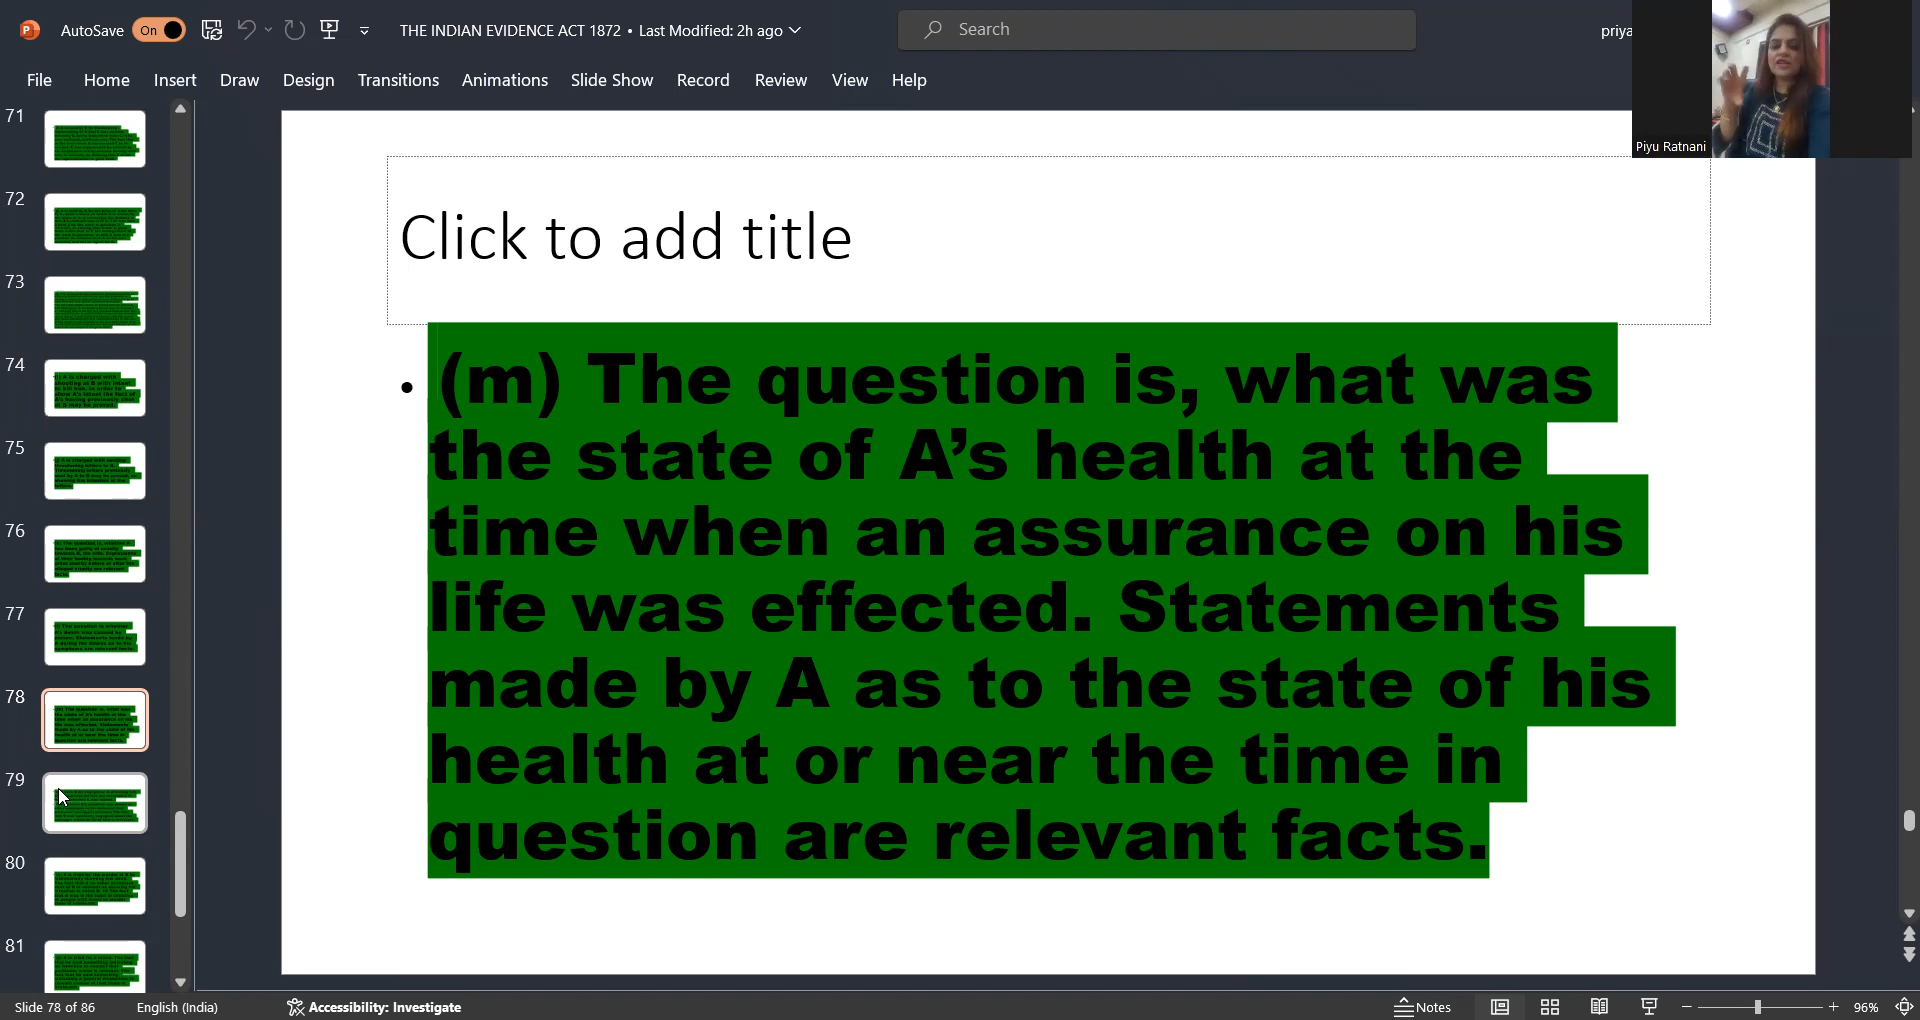 AutoSave On THE INDIAN EVIDENCE ACT 1872 • Last Modified: 2h ago Search priya
File Home Insert Draw Design Transitions Animations Slide Show Record Review View Help
Piyu Ratnani
71
72
73
74
75
76
77
78
79
80
81
Click to add title
• (m) The question is, what was
the state of A’s health at the
time when an assurance on his
life was effected. Statements
made by A as to the state of his
health at or near the time in
question are relevant facts.
Slide 78 of 86 English (India) Accessibility: Investigate Notes 96%